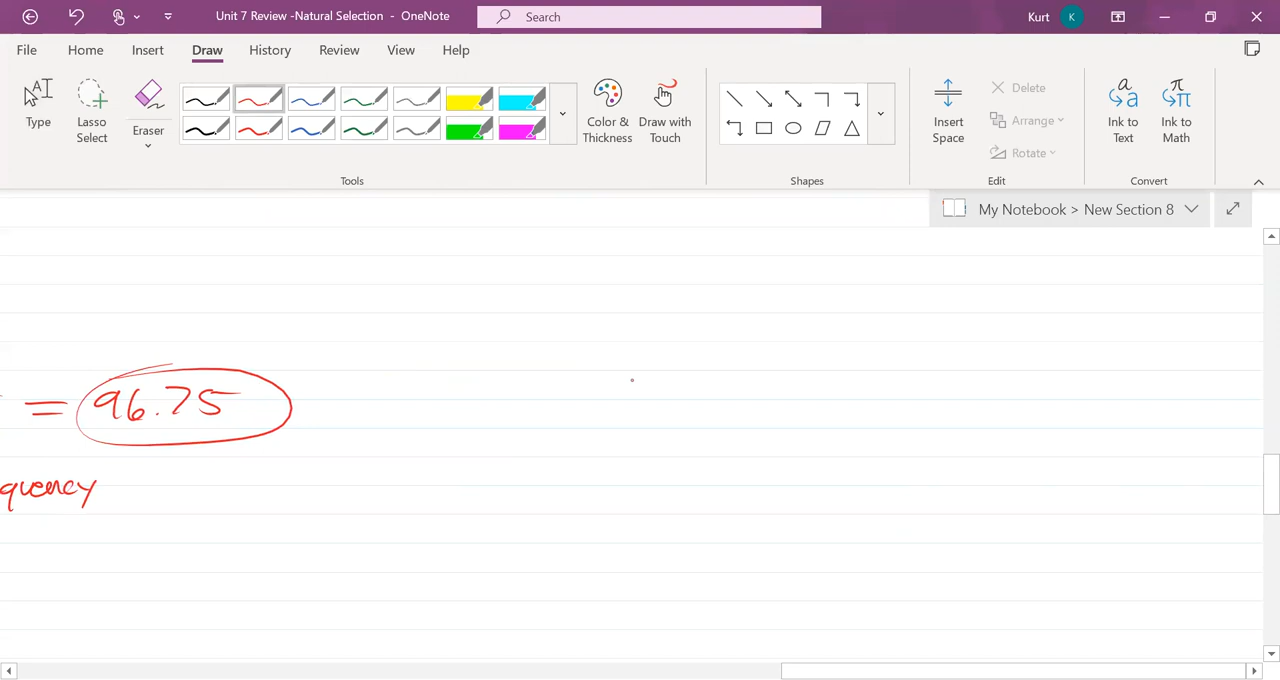 Unit 7 Review -Natural Selection - OneNote
Search
Kurt
K
File
Home
Insert
Draw
History
Review
View
Help
Type
Lasso Select
Eraser
Color & Thickness
Draw with Touch
Insert Space
Delete
Arrange
Rotate
Ink to Text
Ink to Math
Tools
Shapes
Edit
Convert
My Notebook > New Section 8
= 96.75
quency